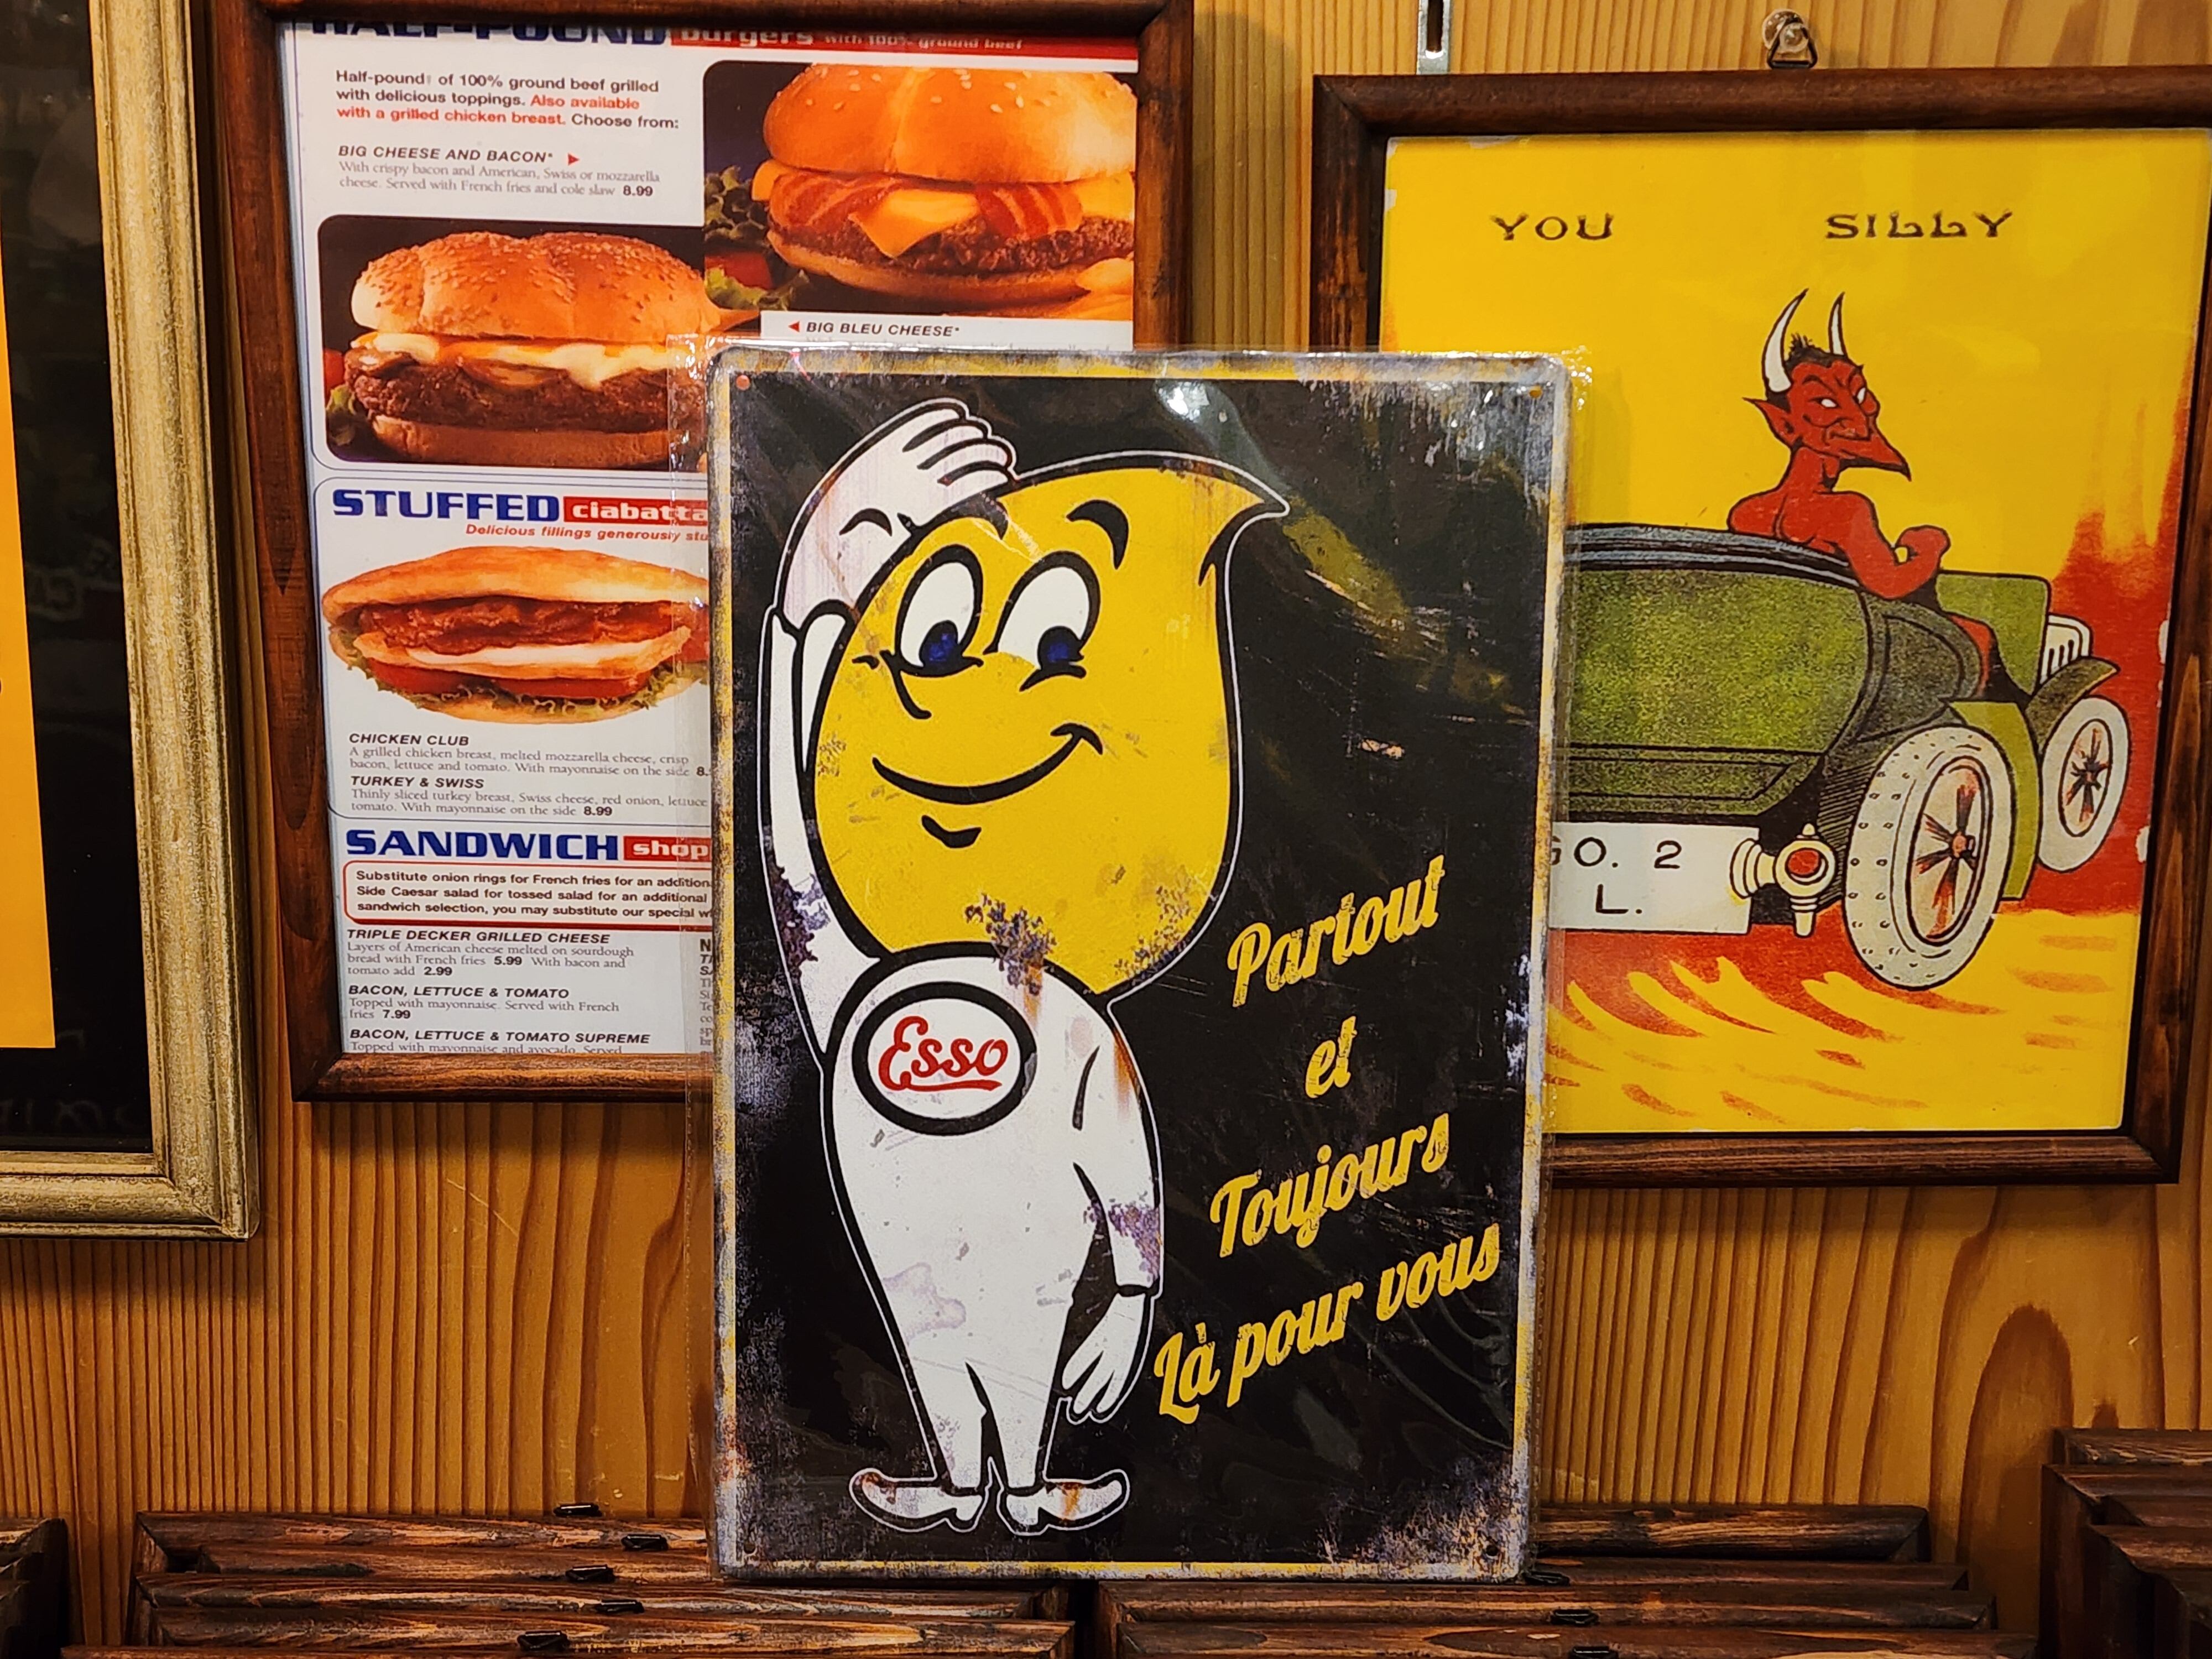 HALF-POUND burgers with 100% ground beef
Half-pound of 100% ground beef grilled
with delicious toppings. Also available
with a grilled chicken breast. Choose from:
BIG CHEESE AND BACON*
With crispy bacon and American, Swiss or mozzarella
cheese. Served with French fries and cole slaw 8.99
BIG BLEU CHEESE*
STUFFED ciabatta
Delicious fillings generously
CHICKEN CLUB
A grilled chicken breast, melted mozzarella cheese, crisp
bacon, lettuce and tomato. With mayonnaise on the side 8.
TURKEY & SWISS
Thinly sliced turkey breast, Swiss cheese, red onion, lettuce
tomato. With mayonnaise on the side 8.99
SANDWICH shop
Substitute onion rings for French fries for an addition
Side Caesar salad for tossed salad for an additional
sandwich selection, you may substitute our special
TRIPLE DECKER GRILLED CHEESE
Layers of American cheese melted on sourdough
bread with French fries 5.99 With bacon and
tomato add 2.99
BACON, LETTUCE & TOMATO
Topped with mayonnaise. Served with French
fries 7.99
BACON, LETTUCE & TOMATO SUPREME
Topped with mayonnaise and avocado. Served
Esso
Partout
et
Toujours
Là pour vous
YOU SILLY
GO. 2
L.